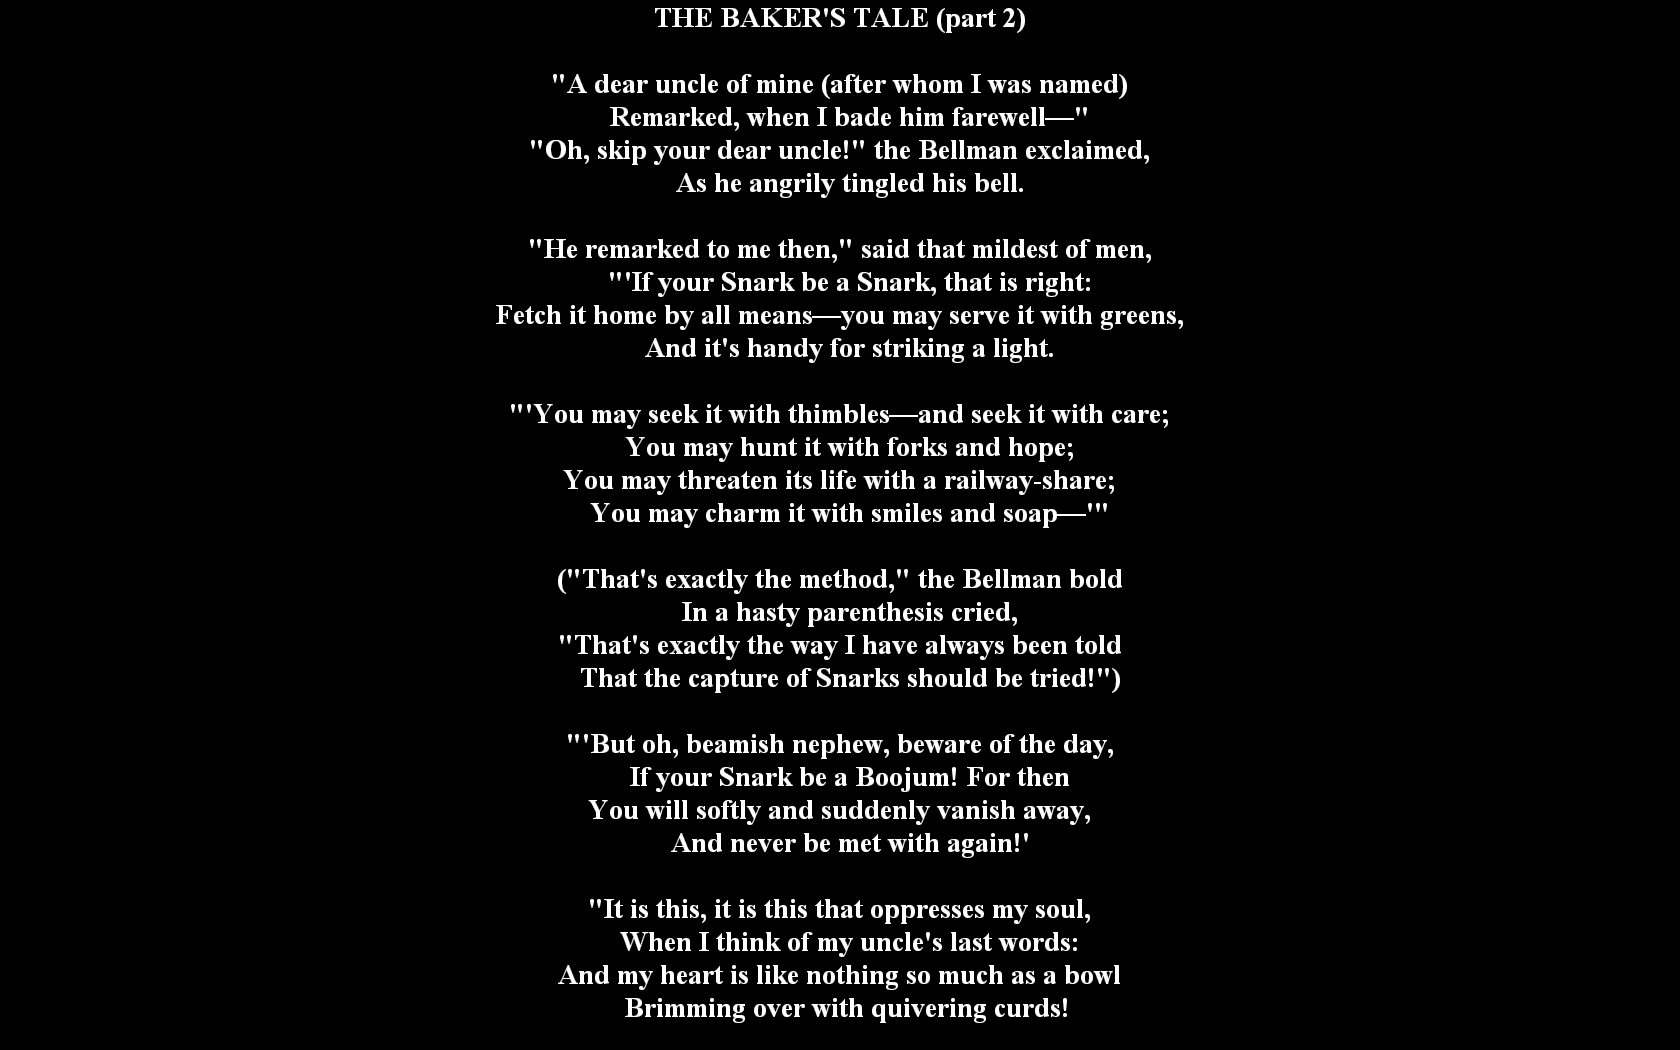 THE BAKER'S TALE (part 2)
"A dear uncle of mine (after whom I was named)
Remarked, when I bade him farewell—"
"Oh, skip your dear uncle!" the Bellman exclaimed,
As he angrily tingled his bell.
"He remarked to me then," said that mildest of men,
"'If your Snark be a Snark, that is right:
Fetch it home by all means—you may serve it with greens,
And it's handy for striking a light.
"'You may seek it with thimbles—and seek it with care;
You may hunt it with forks and hope;
You may threaten its life with a railway-share;
You may charm it with smiles and soap—'"
("That's exactly the method," the Bellman bold
In a hasty parenthesis cried,
"That's exactly the way I have always been told
That the capture of Snarks should be tried!")
"'But oh, beamish nephew, beware of the day,
If your Snark be a Boojum! For then
You will softly and suddenly vanish away,
And never be met with again!'
"It is this, it is this that oppresses my soul,
When I think of my uncle's last words:
And my heart is like nothing so much as a bowl
Brimming over with quivering curds!